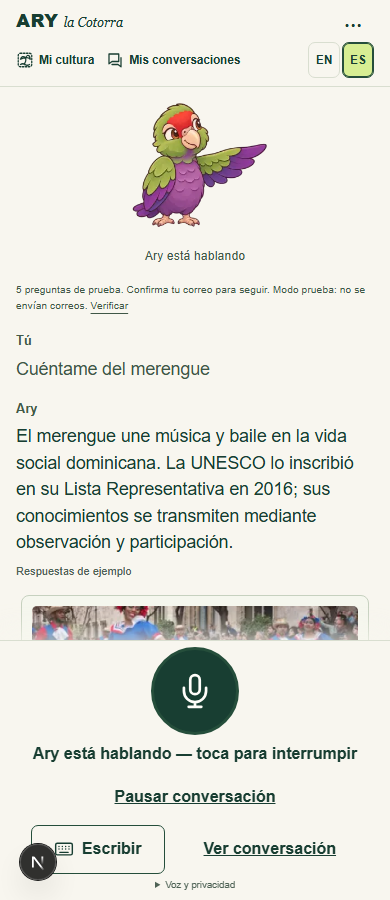 ARY la Cotorra
...
Mi cultura
Mis conversaciones
EN
ES
Ary está hablando
5 preguntas de prueba. Confirma tu correo para seguir. Modo prueba: no se
envían correos. Verificar
Tú
Cuéntame del merengue
Ary
El merengue une música y baile en la vida
social dominicana. La UNESCO lo inscribió
en su Lista Representativa en 2016; sus
conocimientos se transmiten mediante
observación y participación.
Respuestas de ejemplo
Ary está hablando — toca para interrumpir
Pausar conversación
N
Escribir
Ver conversación
Voz y privacidad